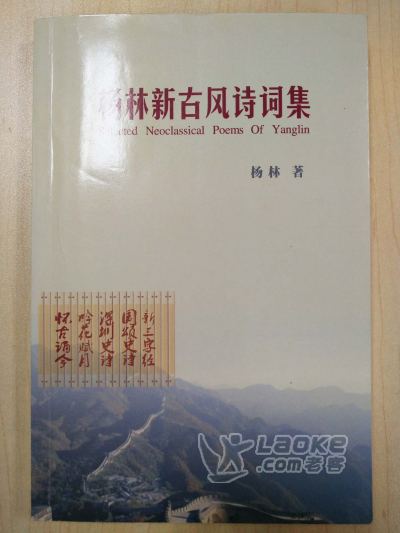 杨林新古风诗词集
Selected Neoclassical Poems Of Yanglin
杨林 著
新三字经
国颂史诗
深圳史诗
吟花赋月
怀古诵今
LAOKE
.com老客